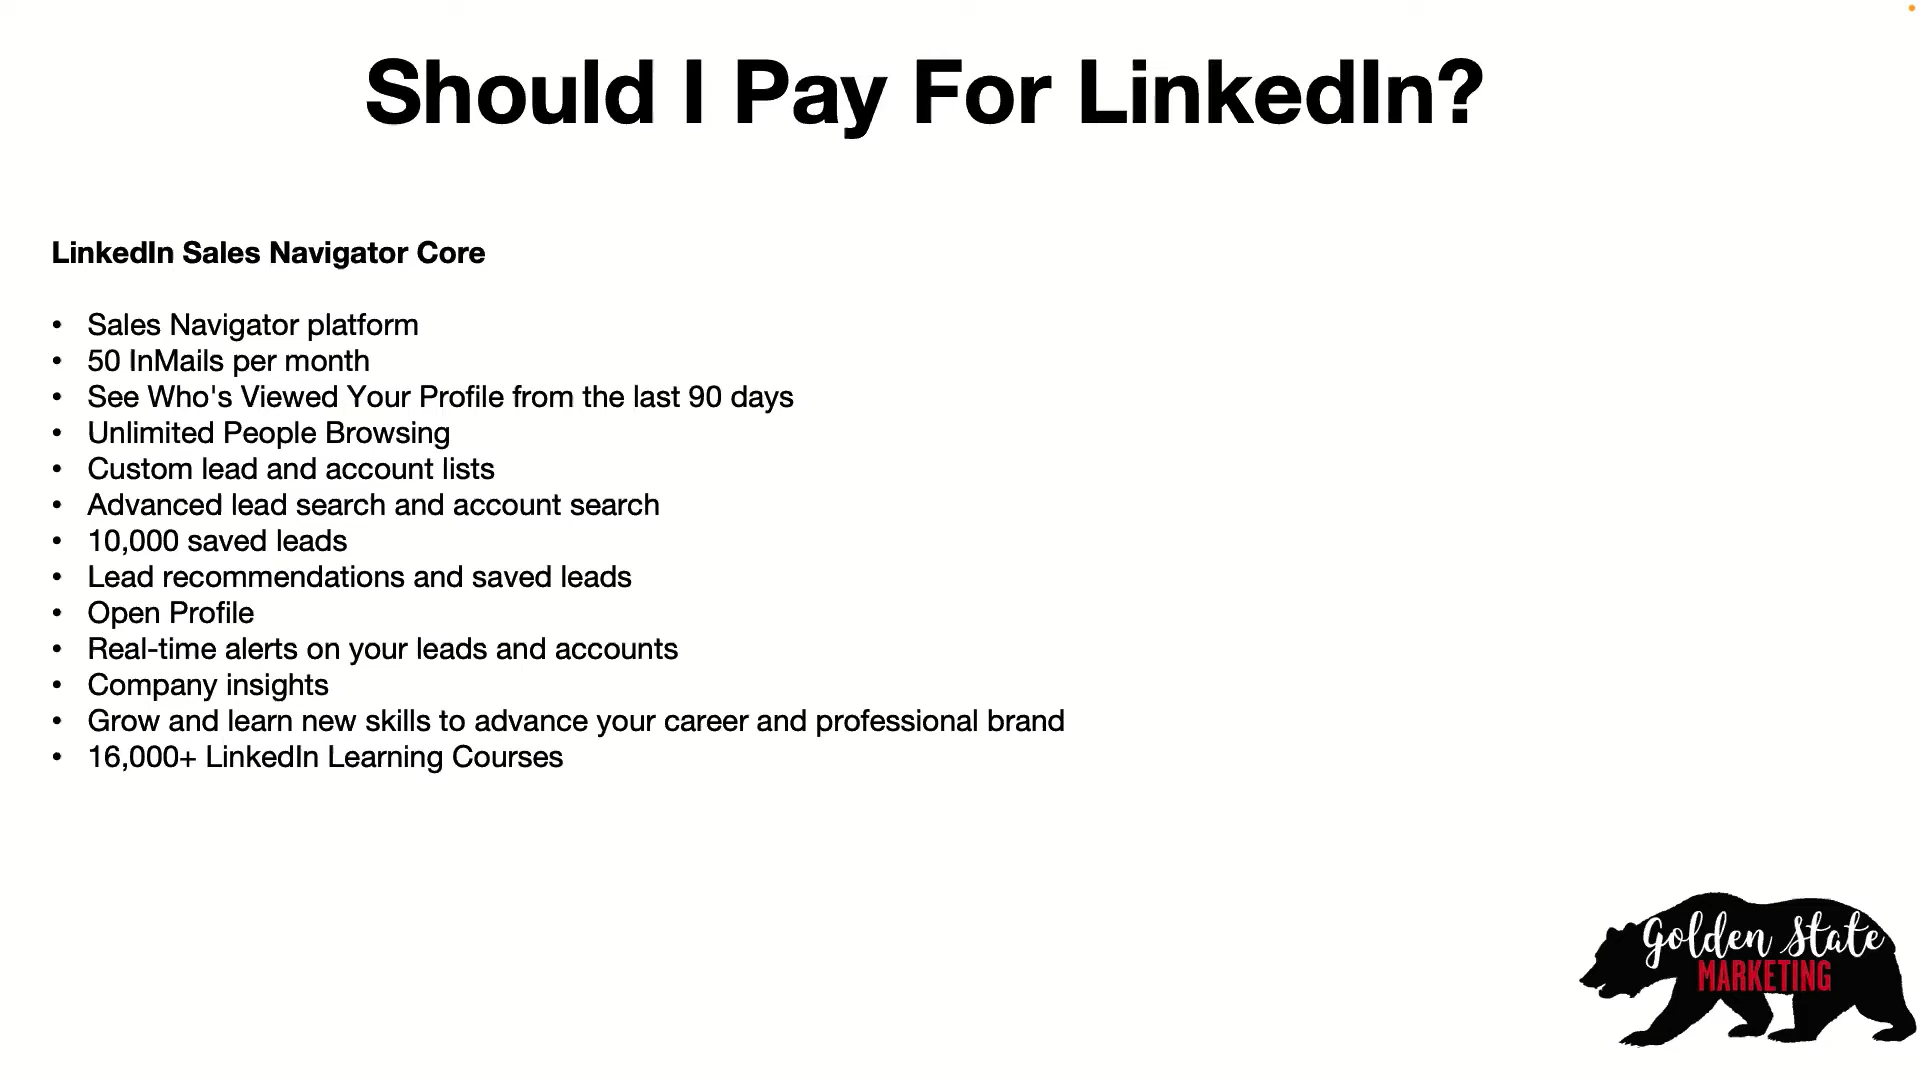 Should I Pay For LinkedIn?
LinkedIn Sales Navigator Core
• Sales Navigator platform
• 50 InMails per month
• See Who's Viewed Your Profile from the last 90 days
• Unlimited People Browsing
• Custom lead and account lists
• Advanced lead search and account search
• 10,000 saved leads
• Lead recommendations and saved leads
• Open Profile
• Real-time alerts on your leads and accounts
• Company insights
• Grow and learn new skills to advance your career and professional brand
• 16,000+ LinkedIn Learning Courses
Golden State
MARKETING